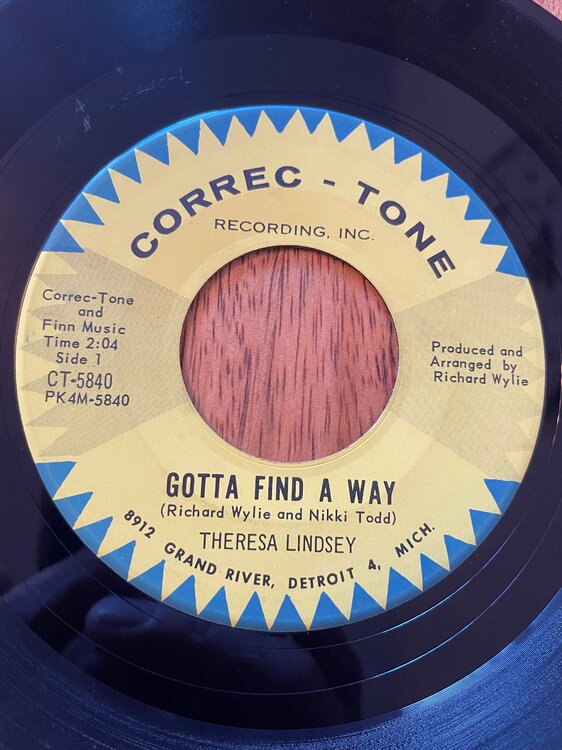 CORREC - TONE
RECORDING, INC.
Correc-Tone
and
Finn Music
Time 2:04
Side 1
CT-5840
PK4M-5840
Produced and
Arranged by
Richard Wylie
GOTTA FIND A WAY
(Richard Wylie and Nikki Todd)
THERESA LINDSEY
8912 GRAND RIVER, DETROIT 4, MICH.